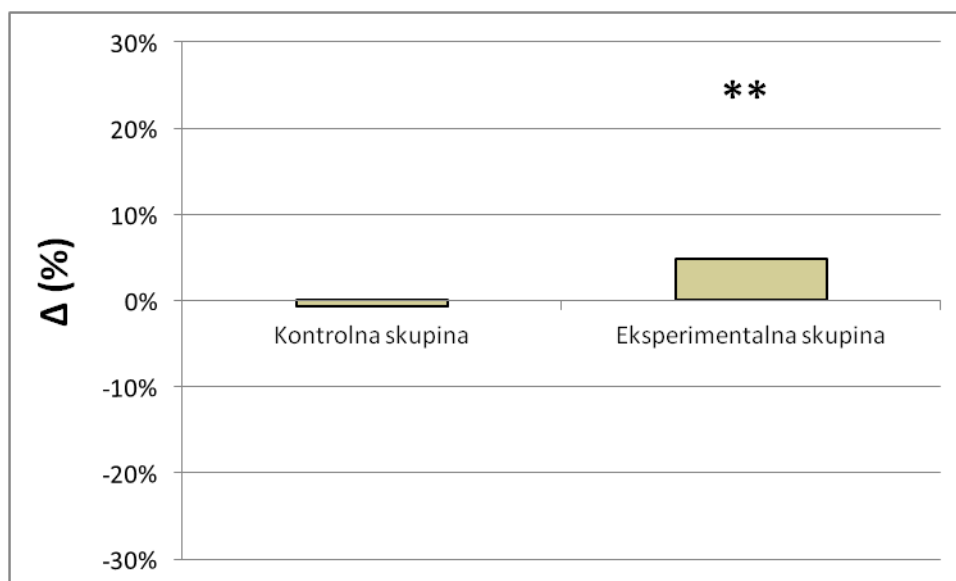 30%
**
20%
10%
Δ (%)
0%
Kontrolna skupina
Eksperimentalna skupina
-10%
-20%
-30%